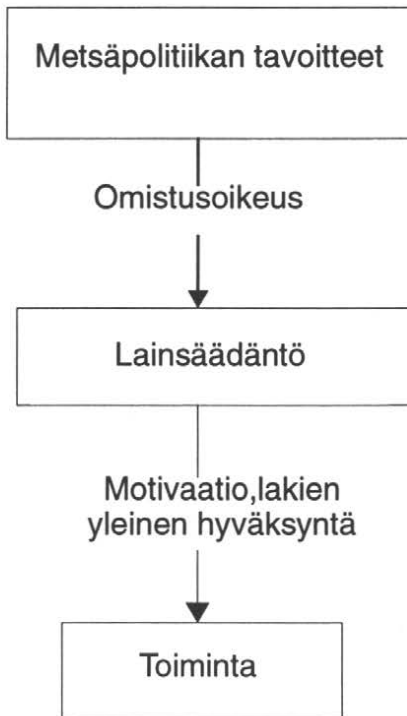 Metsäpolitiikan tavoitteet
Omistusoikeus
Lainsäädäntö
Motivaatio,lakien
yleinen hyväksyntä
Toiminta